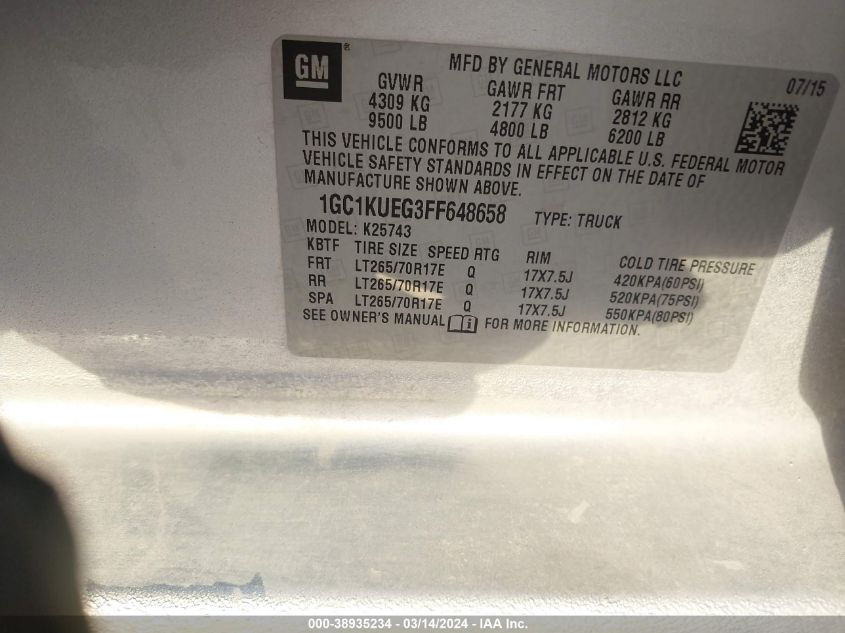 GM ®
MFD BY GENERAL MOTORS LLC 07/15
GVWR GAWR FRT GAWR RR
4309 KG 2177 KG 2812 KG
9500 LB 4800 LB 6200 LB
THIS VEHICLE CONFORMS TO ALL APPLICABLE U.S. FEDERAL MOTOR
VEHICLE SAFETY STANDARDS IN EFFECT ON THE DATE OF
MANUFACTURE SHOWN ABOVE.
1GC1KUEG3FF648658 TYPE: TRUCK
MODEL: K25743
KBTF TIRE SIZE SPEED RTG RIM COLD TIRE PRESSURE
FRT LT265/70R17E Q 17X7.5J 420KPA(60PSI)
RR LT265/70R17E Q 17X7.5J 520KPA(75PSI)
SPA LT265/70R17E Q 17X7.5J 550KPA(80PSI)
SEE OWNER'S MANUAL FOR MORE INFORMATION.
000-38935234 - 03/14/2024 - IAA Inc.